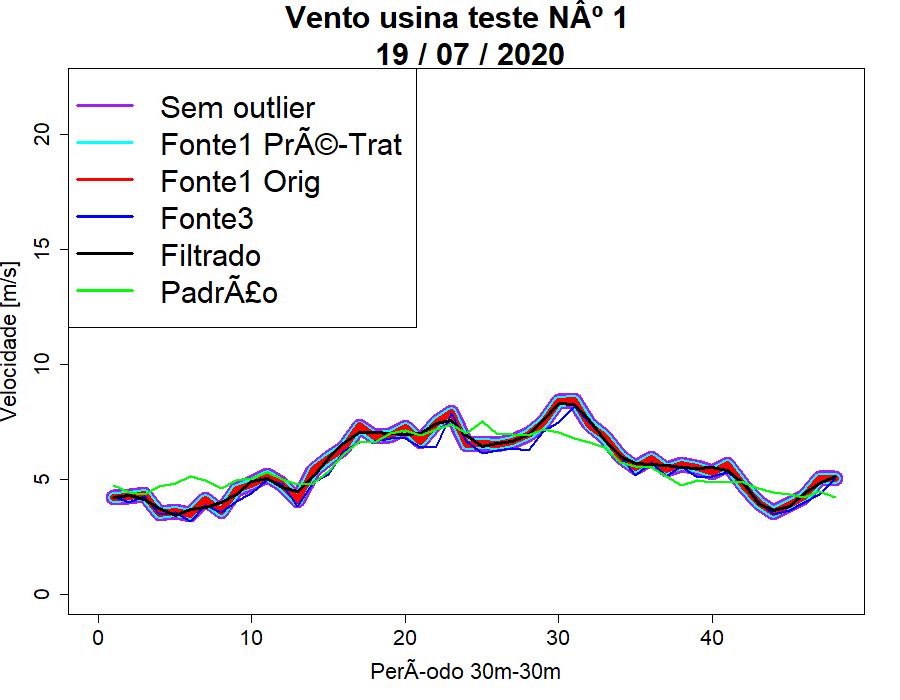 Vento usina teste NÂº 1
19 / 07 / 2020
Sem outlier
Fonte1 PrÃ©-Trat
Fonte1 Orig
Fonte3
Filtrado
PadrÃ£o
Velocidade [m/s]
20
15
10
5
0
0 10 20 30 40
PerÃ-odo 30m-30m